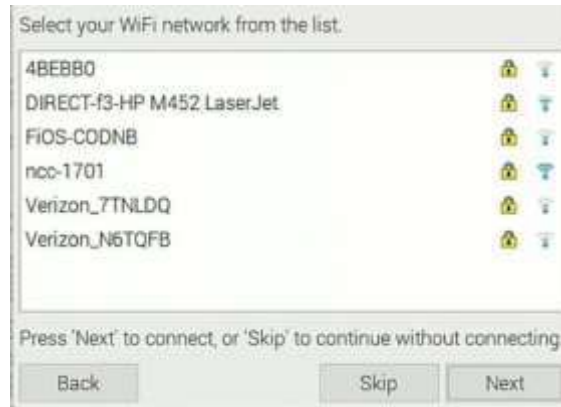 Select your WiFi network from the list.
4BEBB0
DIRECT-f3-HP M452 LaserJet
FiOS-CODNB
ncc-1701
Verizon_7TNLDQ
Verizon_N6TQFB
Press 'Next' to connect, or 'Skip' to continue without connecting
Back Skip Next